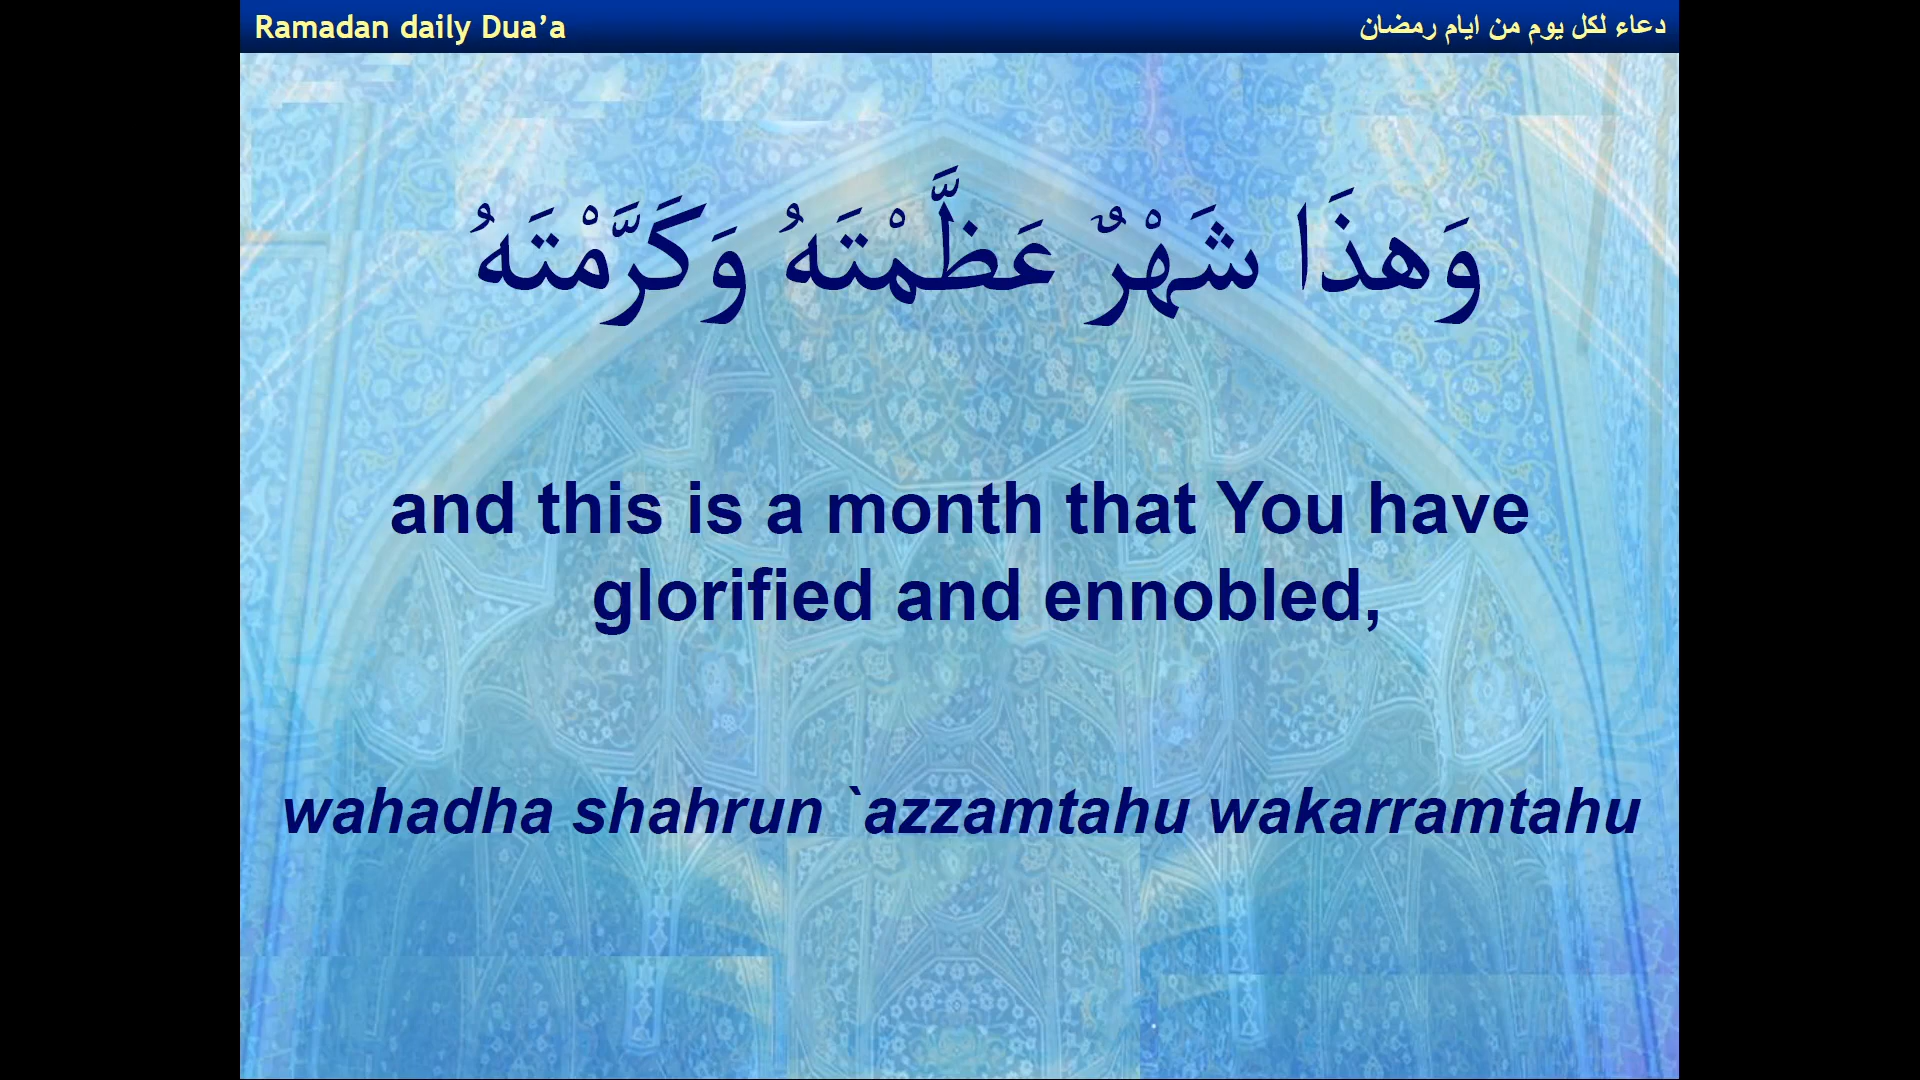 Ramadan daily Dua’a
دعاء لكل يوم من ايام رمضان
وَهذَا شَهْرٌ عَظَّمْتَهُ وَكَرَّمْتَهُ
and this is a month that You have
glorified and ennobled,
wahadha shahrun `azzamtahu wakarramtahu